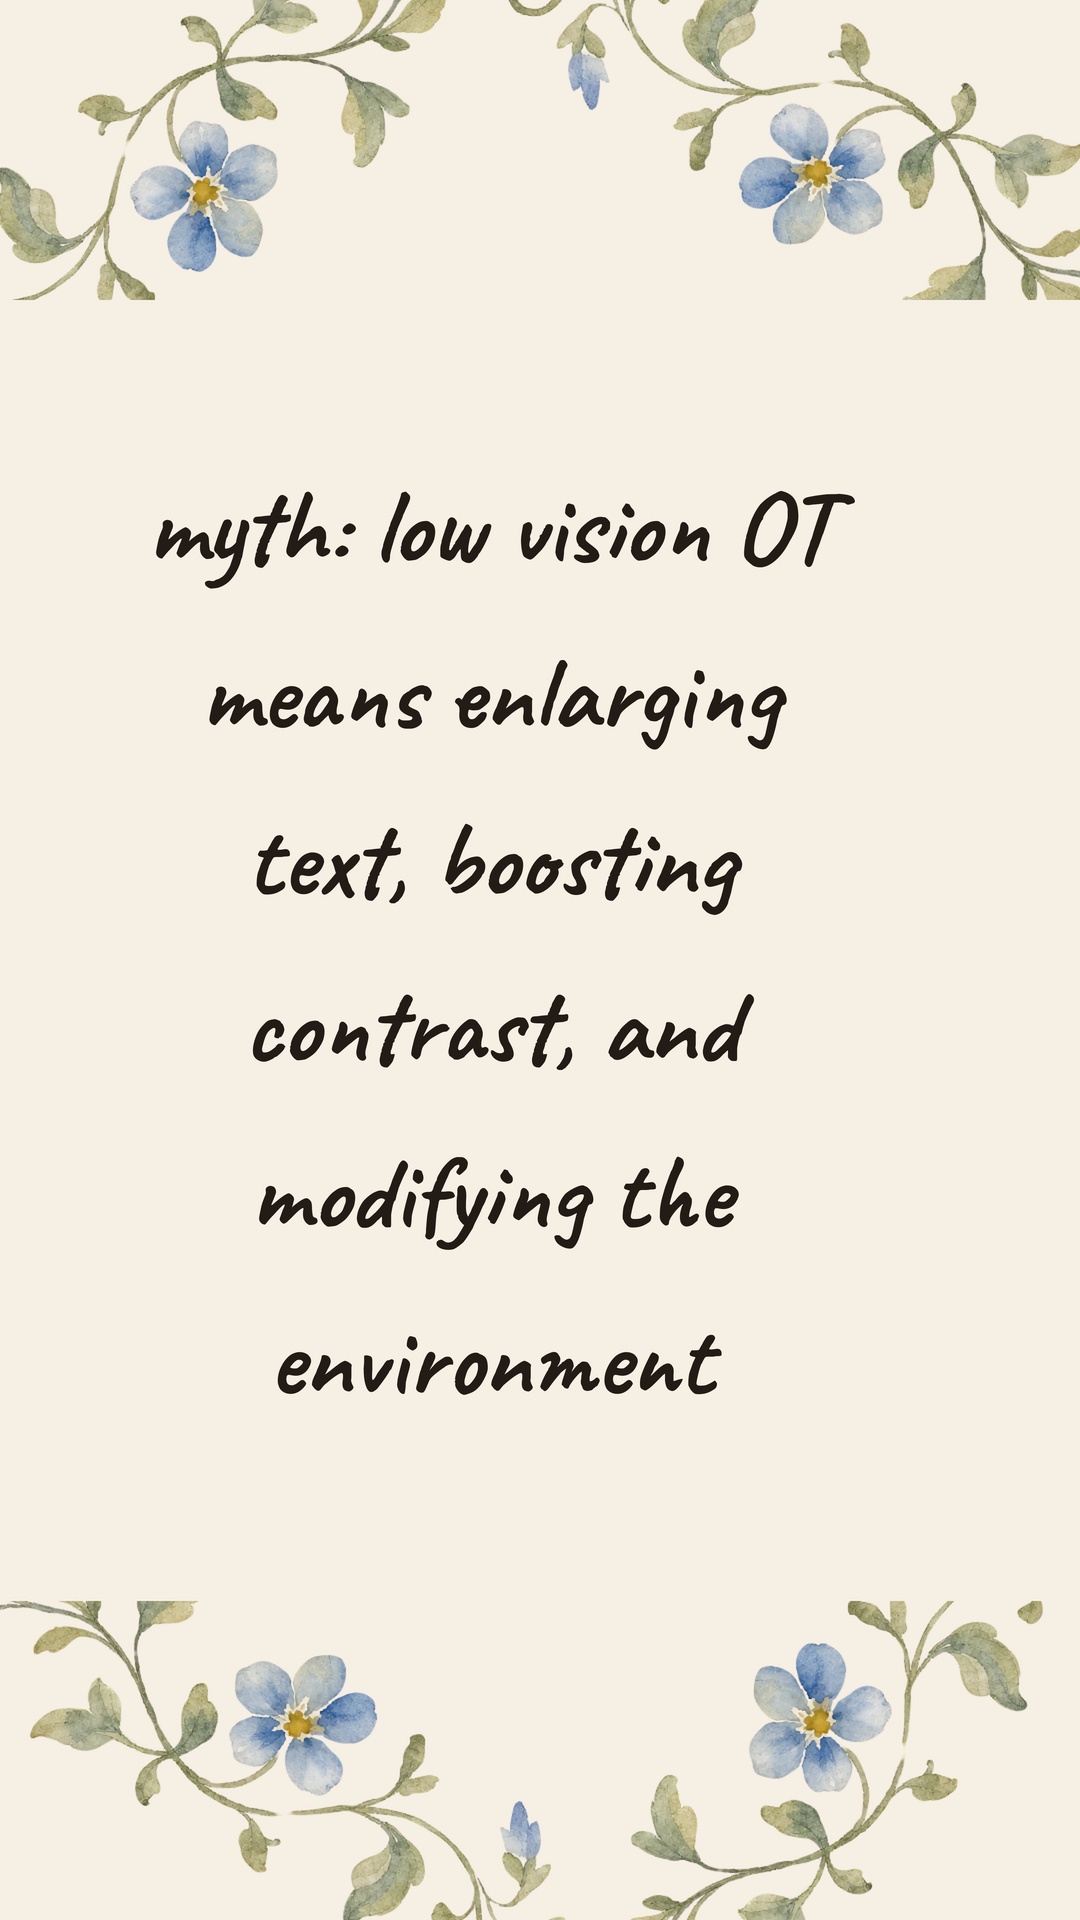 myth: low vision OT
means enlarging
text, boosting
contrast, and
modifying the
environment